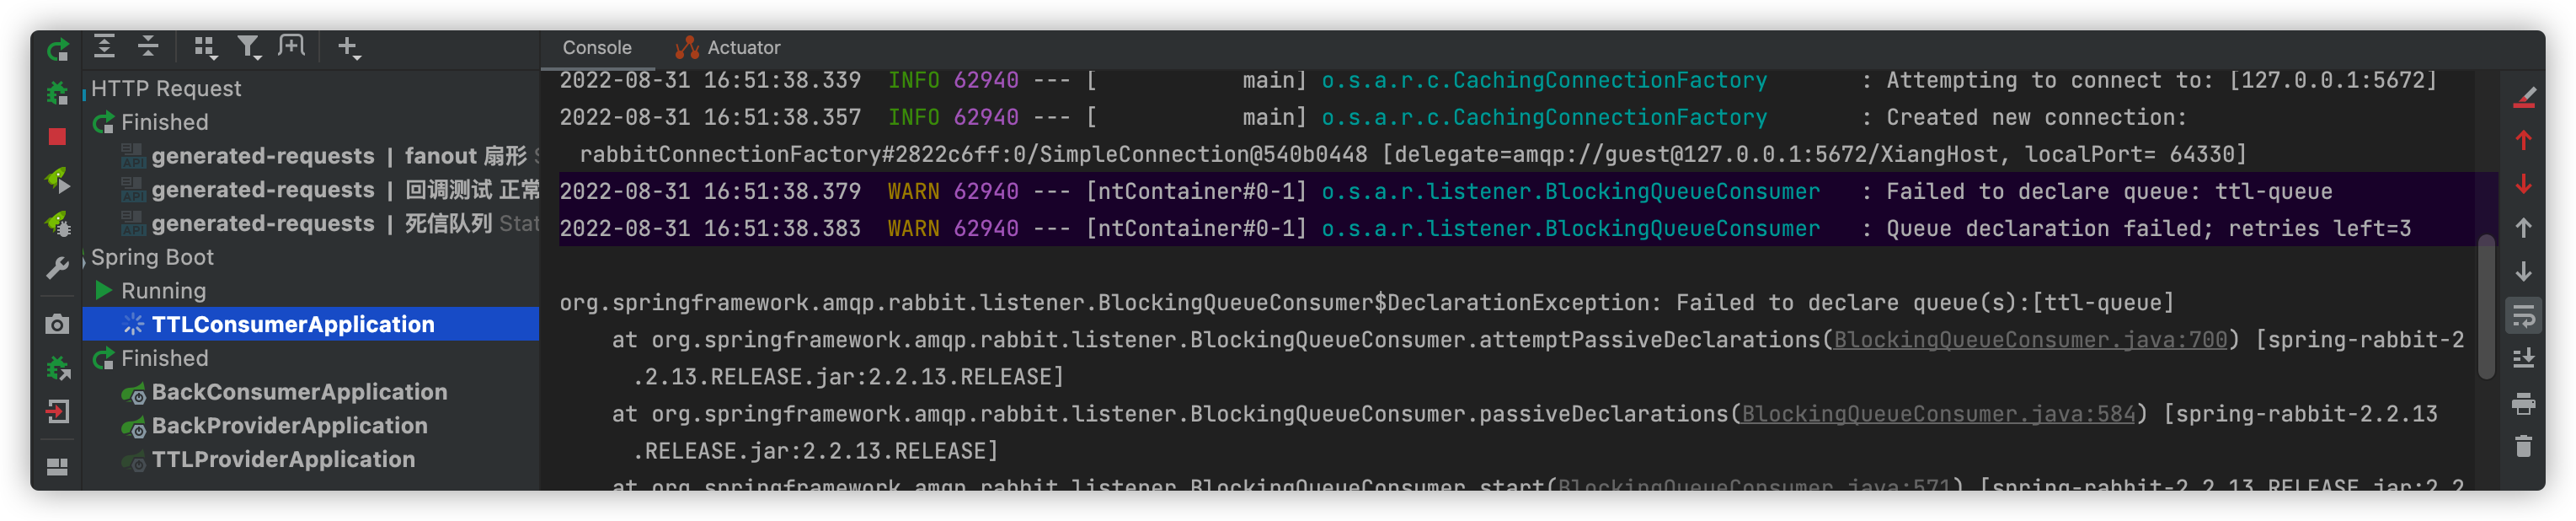 HTTP Request
Finished
generated-requests | fanout 扇形
generated-requests | 回调测试 正常
generated-requests | 死信队列 Stat
Spring Boot
Running
TTLConsumerApplication
Finished
BackConsumerApplication
BackProviderApplication
TTLProviderApplication
Console Actuator
2022-08-31 16:51:38.339 INFO 62940 --- [ main] o.s.a.r.c.CachingConnectionFactory : Attempting to connect to: [127.0.0.1:5672]
2022-08-31 16:51:38.357 INFO 62940 --- [ main] o.s.a.r.c.CachingConnectionFactory : Created new connection:
rabbitConnectionFactory#2822c6ff:0/SimpleConnection@540b0448 [delegate=amqp://guest@127.0.0.1:5672/XiangHost, localPort= 64330]
2022-08-31 16:51:38.379 WARN 62940 --- [ntContainer#0-1] o.s.a.r.listener.BlockingQueueConsumer : Failed to declare queue: ttl-queue
2022-08-31 16:51:38.383 WARN 62940 --- [ntContainer#0-1] o.s.a.r.listener.BlockingQueueConsumer : Queue declaration failed; retries left=3
org.springframework.amqp.rabbit.listener.BlockingQueueConsumer$DeclarationException: Failed to declare queue(s):[ttl-queue]
at org.springframework.amqp.rabbit.listener.BlockingQueueConsumer.attemptPassiveDeclarations(BlockingQueueConsumer.java:700) [spring-rabbit-2
.2.13.RELEASE.jar:2.2.13.RELEASE]
at org.springframework.amqp.rabbit.listener.BlockingQueueConsumer.passiveDeclarations(BlockingQueueConsumer.java:584) [spring-rabbit-2.2.13
.RELEASE.jar:2.2.13.RELEASE]
at org.springframework.amqp.rabbit.listener.BlockingQueueConsumer.start(BlockingQueueConsumer.java:571) [spring-rabbit-2.2.13.RELEASE.jar:2.2